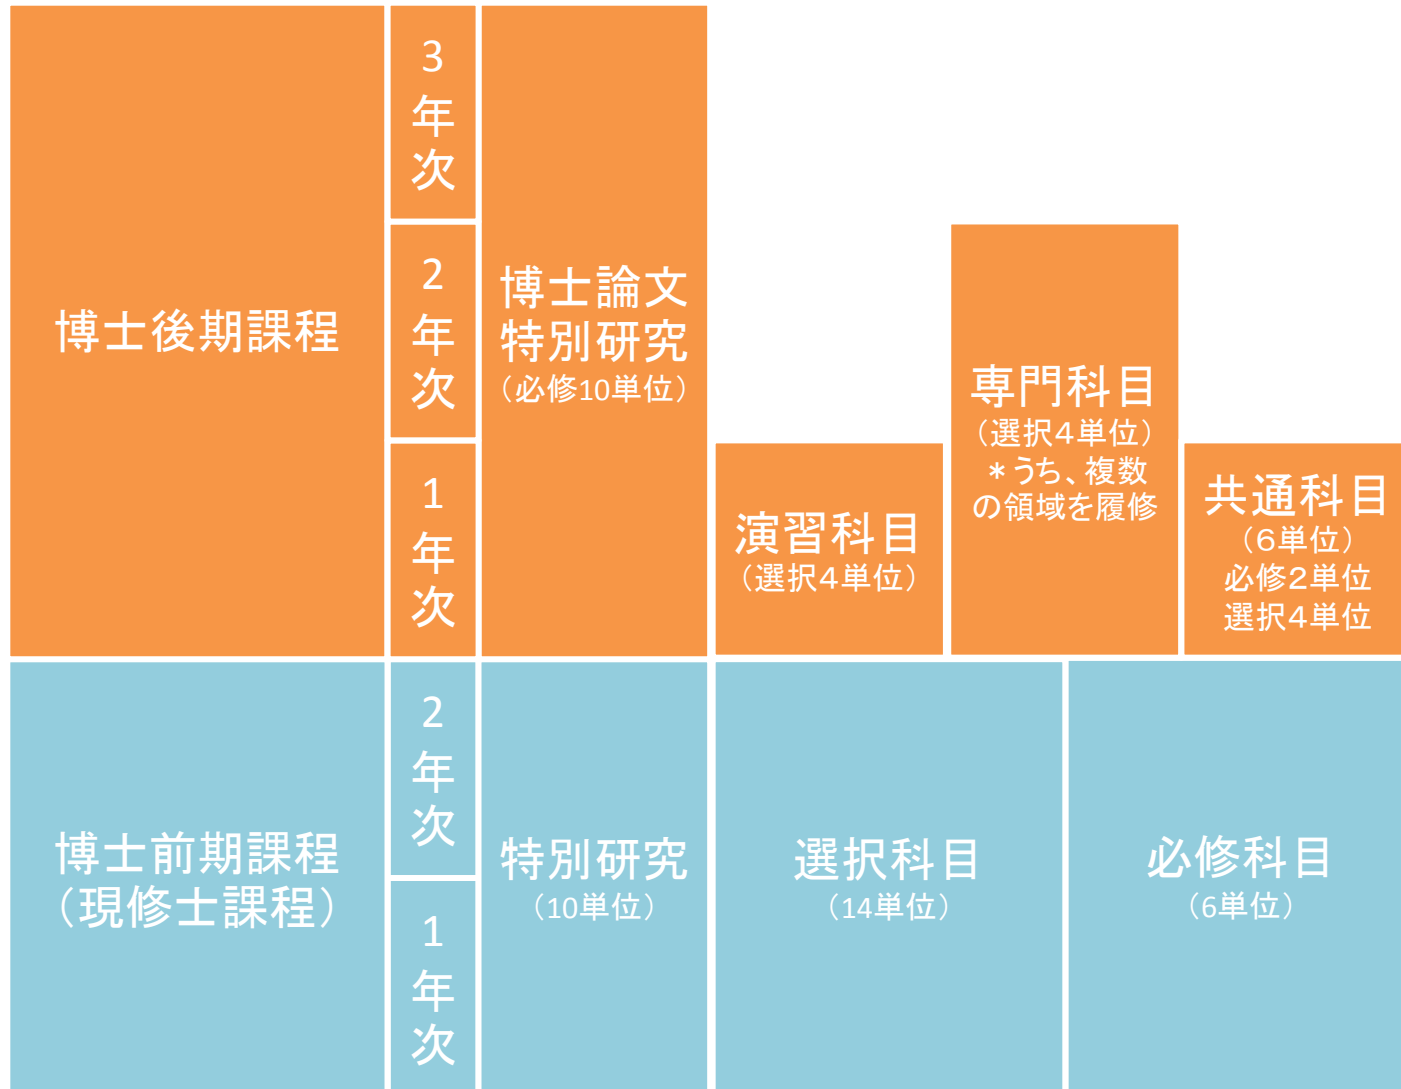 博士後期課程
3
年
次
2
年
次
1
年
次
博士論文
特別研究
（必修10単位）
演習科目
（選択4単位）
専門科目
（選択4単位）
＊うち、複数
の領域を履修
共通科目
（6単位）
必修2単位
選択4単位
博士前期課程
（現修士課程）
2
年
次
1
年
次
特別研究
（10単位）
選択科目
（14単位）
必修科目
（6単位）